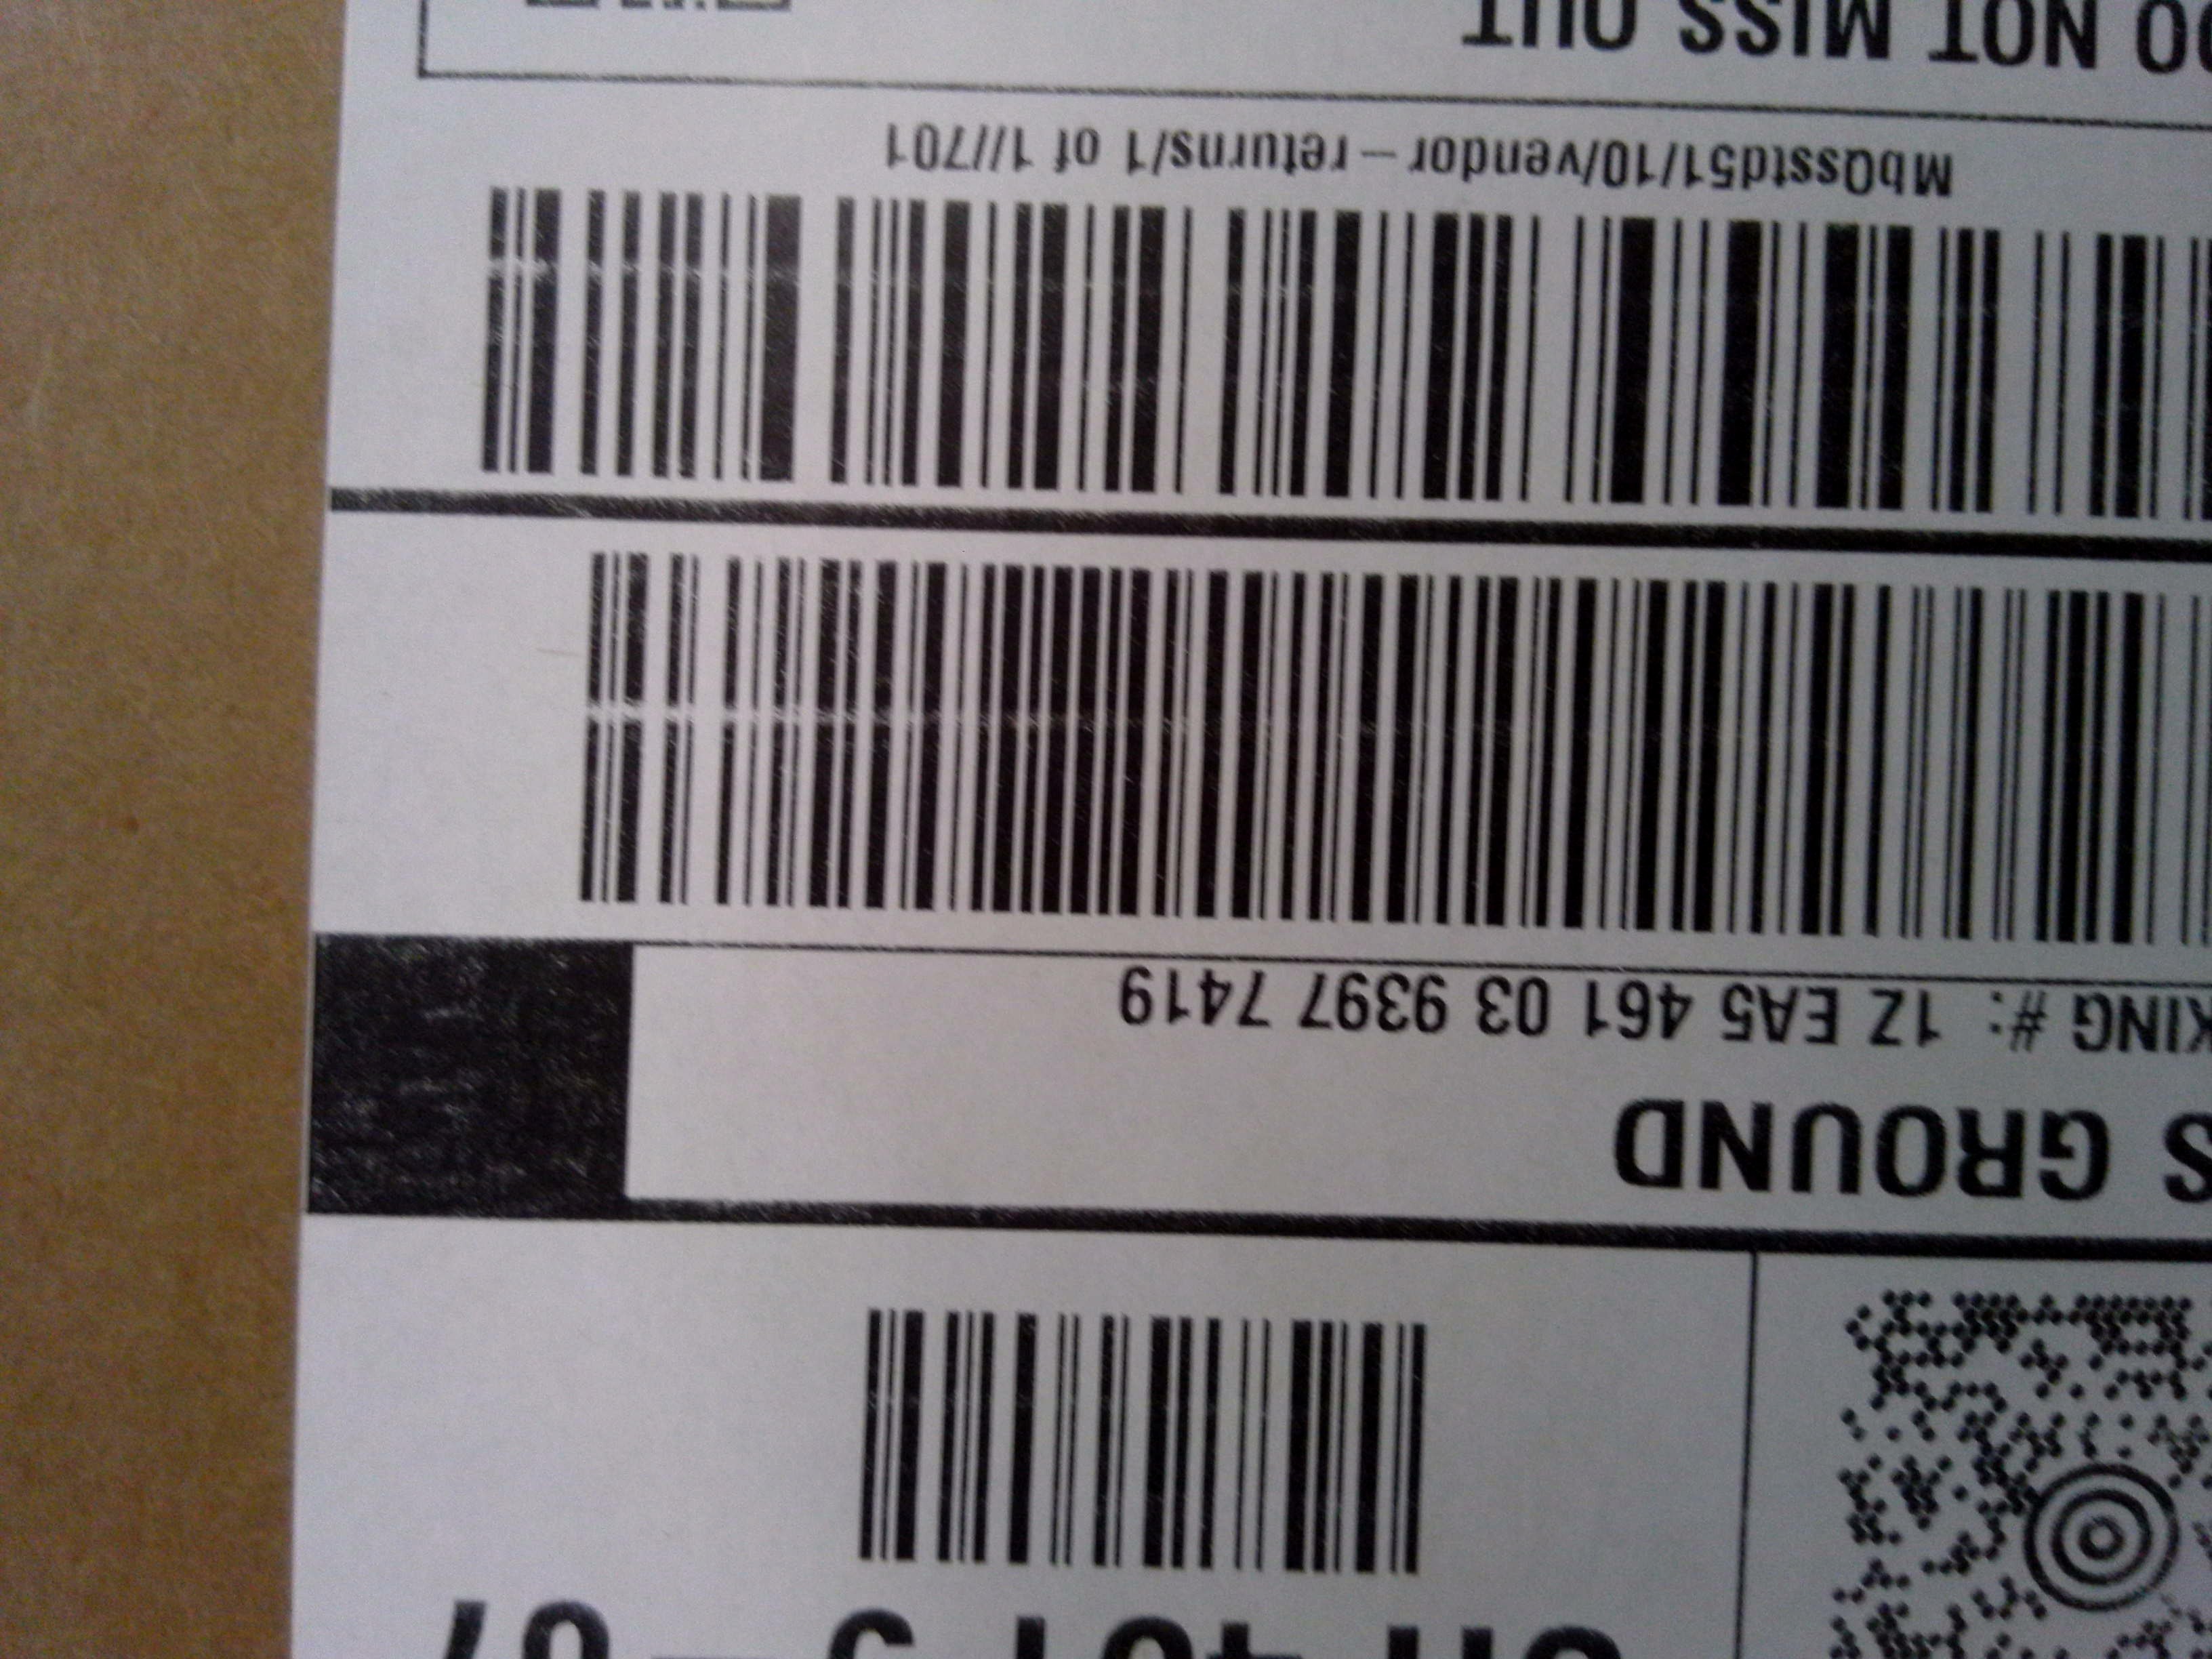 S GROUND
KING #: 1Z EA5 461 03 9397 7419
MbQsstd51/10/vendor-returns/1 of 1//701
DO NOT MISS OUT